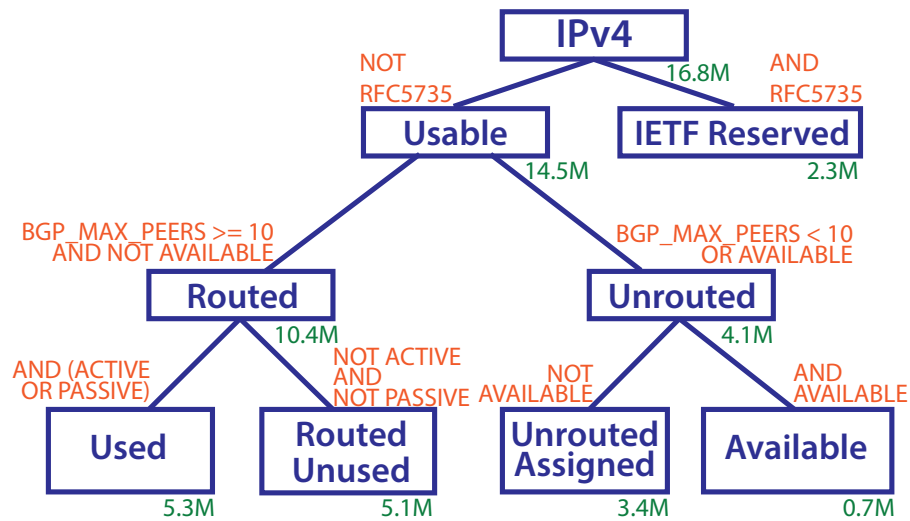 IPv4
NOT
RFC5735
16.8M
AND
RFC5735
Usable
IETF Reserved
14.5M
2.3M
BGP_MAX_PEERS >= 10
AND NOT AVAILABLE
BGP_MAX_PEERS < 10
OR AVAILABLE
Routed
Unrouted
10.4M
4.1M
AND (ACTIVE
OR PASSIVE)
NOT ACTIVE
AND
NOT PASSIVE
NOT
AVAILABLE
AND
AVAILABLE
Used
Routed
Unused
Unrouted
Assigned
Available
5.3M
5.1M
3.4M
0.7M